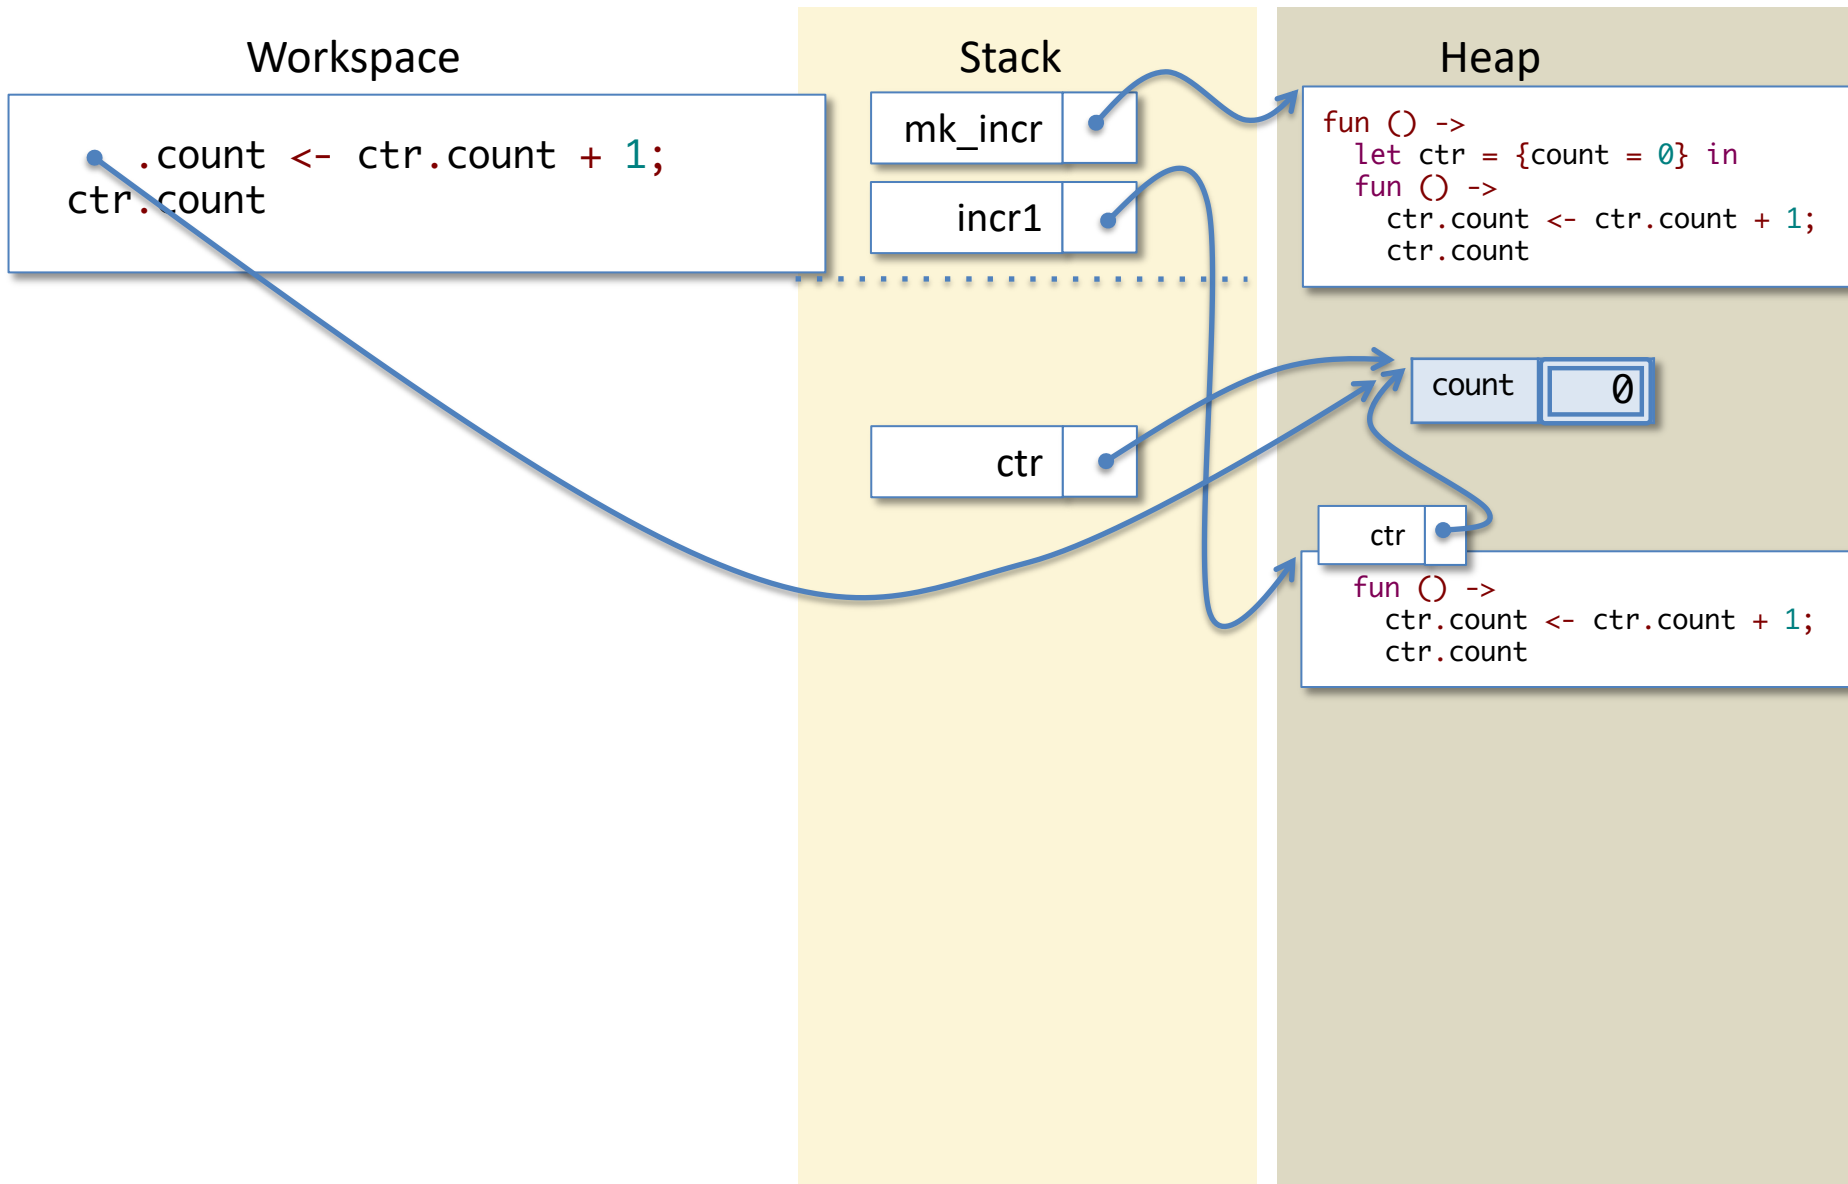 Workspace
Stack
Heap
.count <- ctr.count + 1;
ctr.count
mk_incr
incr1
ctr
fun () ->
let ctr = {count = 0} in
fun () ->
ctr.count <- ctr.count + 1;
ctr.count
count 0
ctr
fun () ->
ctr.count <- ctr.count + 1;
ctr.count